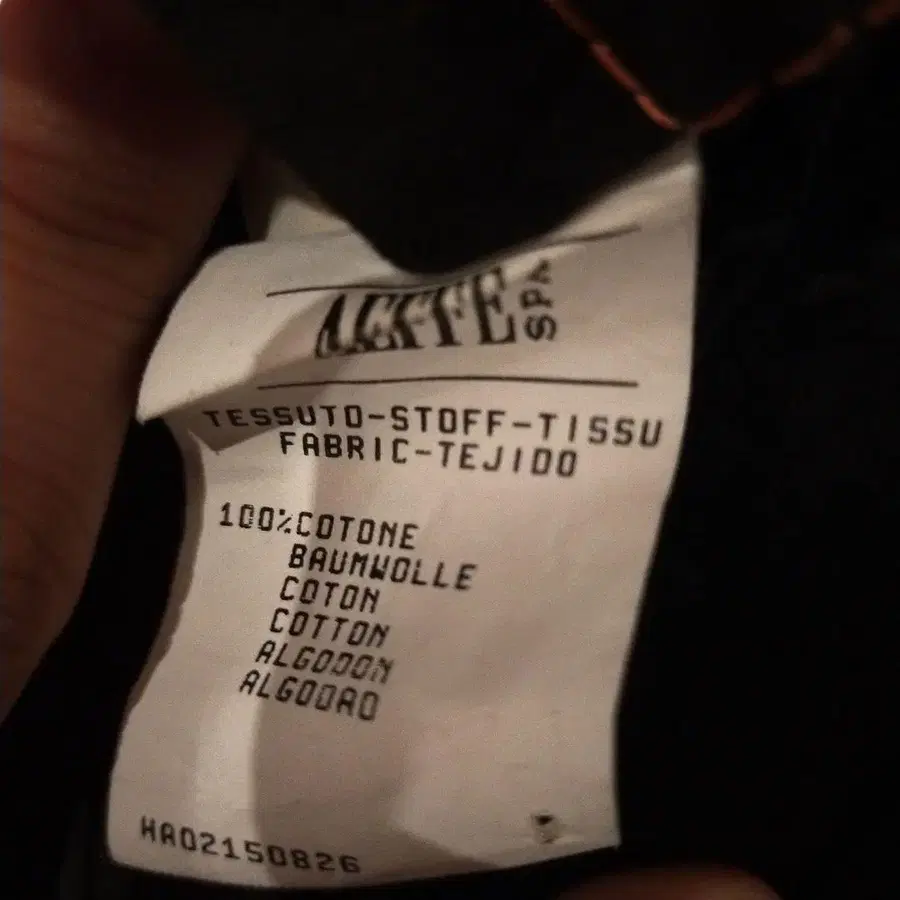 AEFFE SPA
TESSUTO-STOFF-TISSU
FABRIC-TEJIDO
100%COTONE
BAUMWOLLE
COTON
COTTON
ALGODON
ALGODAO
HA02150826